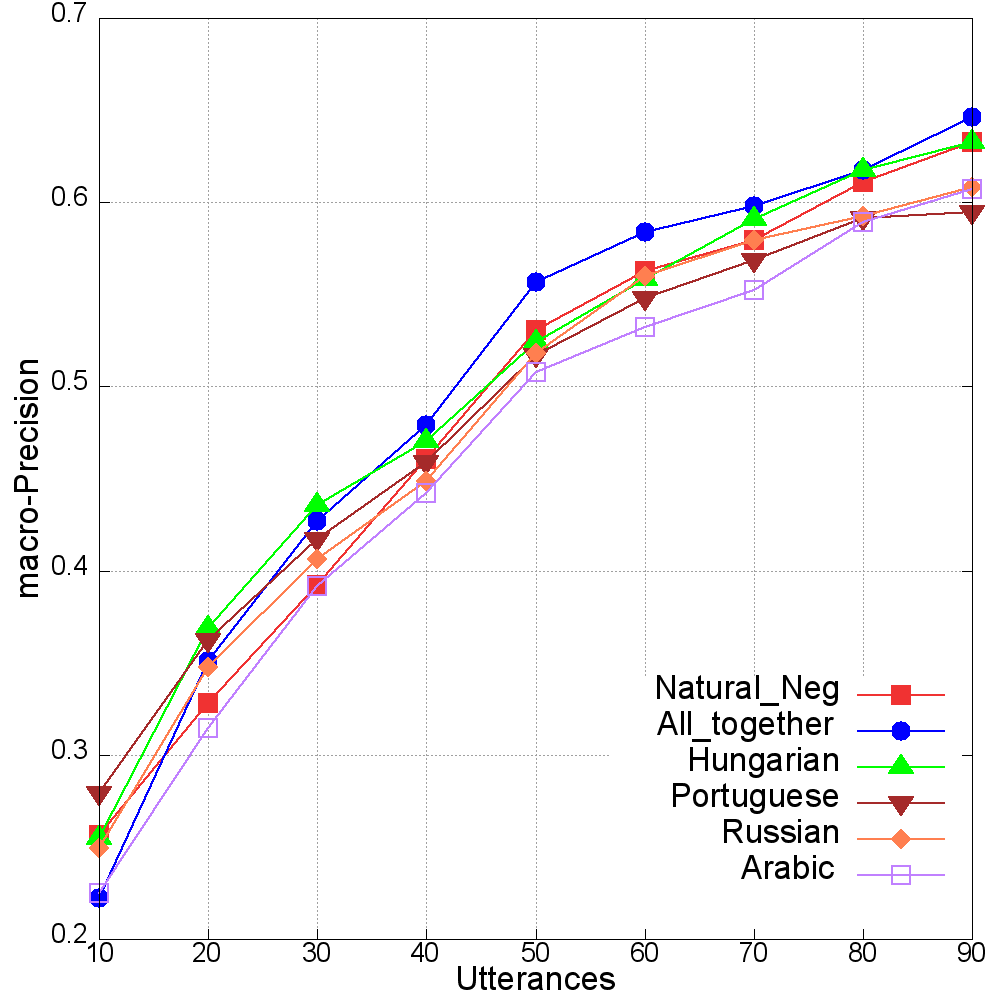 0.7
0.6
0.5
0.4
0.3
0.2
macro-Precision
Natural_Neg
All_together
Hungarian
Portuguese
Russian
Arabic
10 20 30 40 50 60 70 80 90
Utterances